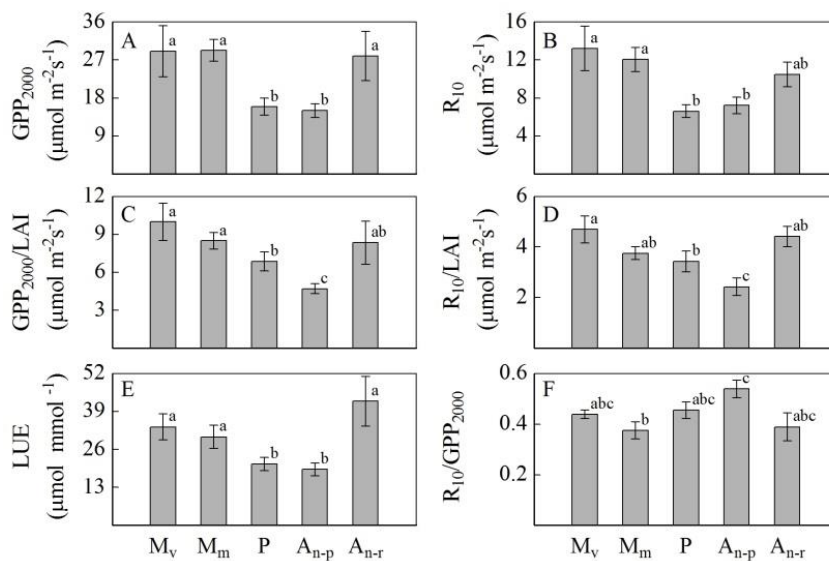 GPP2000
(μmol m-2s-1)
36
27
18
9
A
a
a
b
b
a
R10
(μmol m-2s-1)
16
12
8
4
B
a
a
b
b
ab
GPP2000/LAI
(μmol m-2s-1)
12
9
6
3
C
a
a
b
c
a
R10/LAI
(μmol m-2s-1)
6
4
2
D
a
ab
b
c
ab
LUE
(μmol mmol -1)
52
39
26
13
E
a
a
b
b
a
Mv Mm P An-p An-r
R10/GPP2000
0.6
0.4
0.2
F
abc
b
abc
c
abc
Mv Mm P An-p An-r